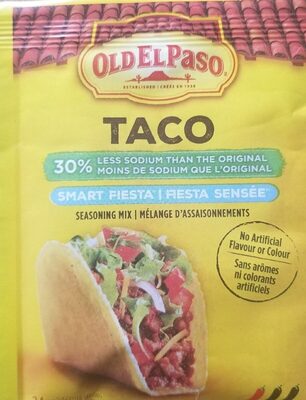 OLD EL PASO
ESTABLISHED | CRÉÉE EN 1938
TACO
30% LESS SODIUM THAN THE ORIGINAL
MOINS DE SODIUM QUE L'ORIGINAL
SMART FIESTA | FIESTA SENSÉE
SEASONING MIX | MÉLANGE D'ASSAISONNEMENTS
No Artificial
Flavour or Colour
Sans arômes
ni colorants
artificiels